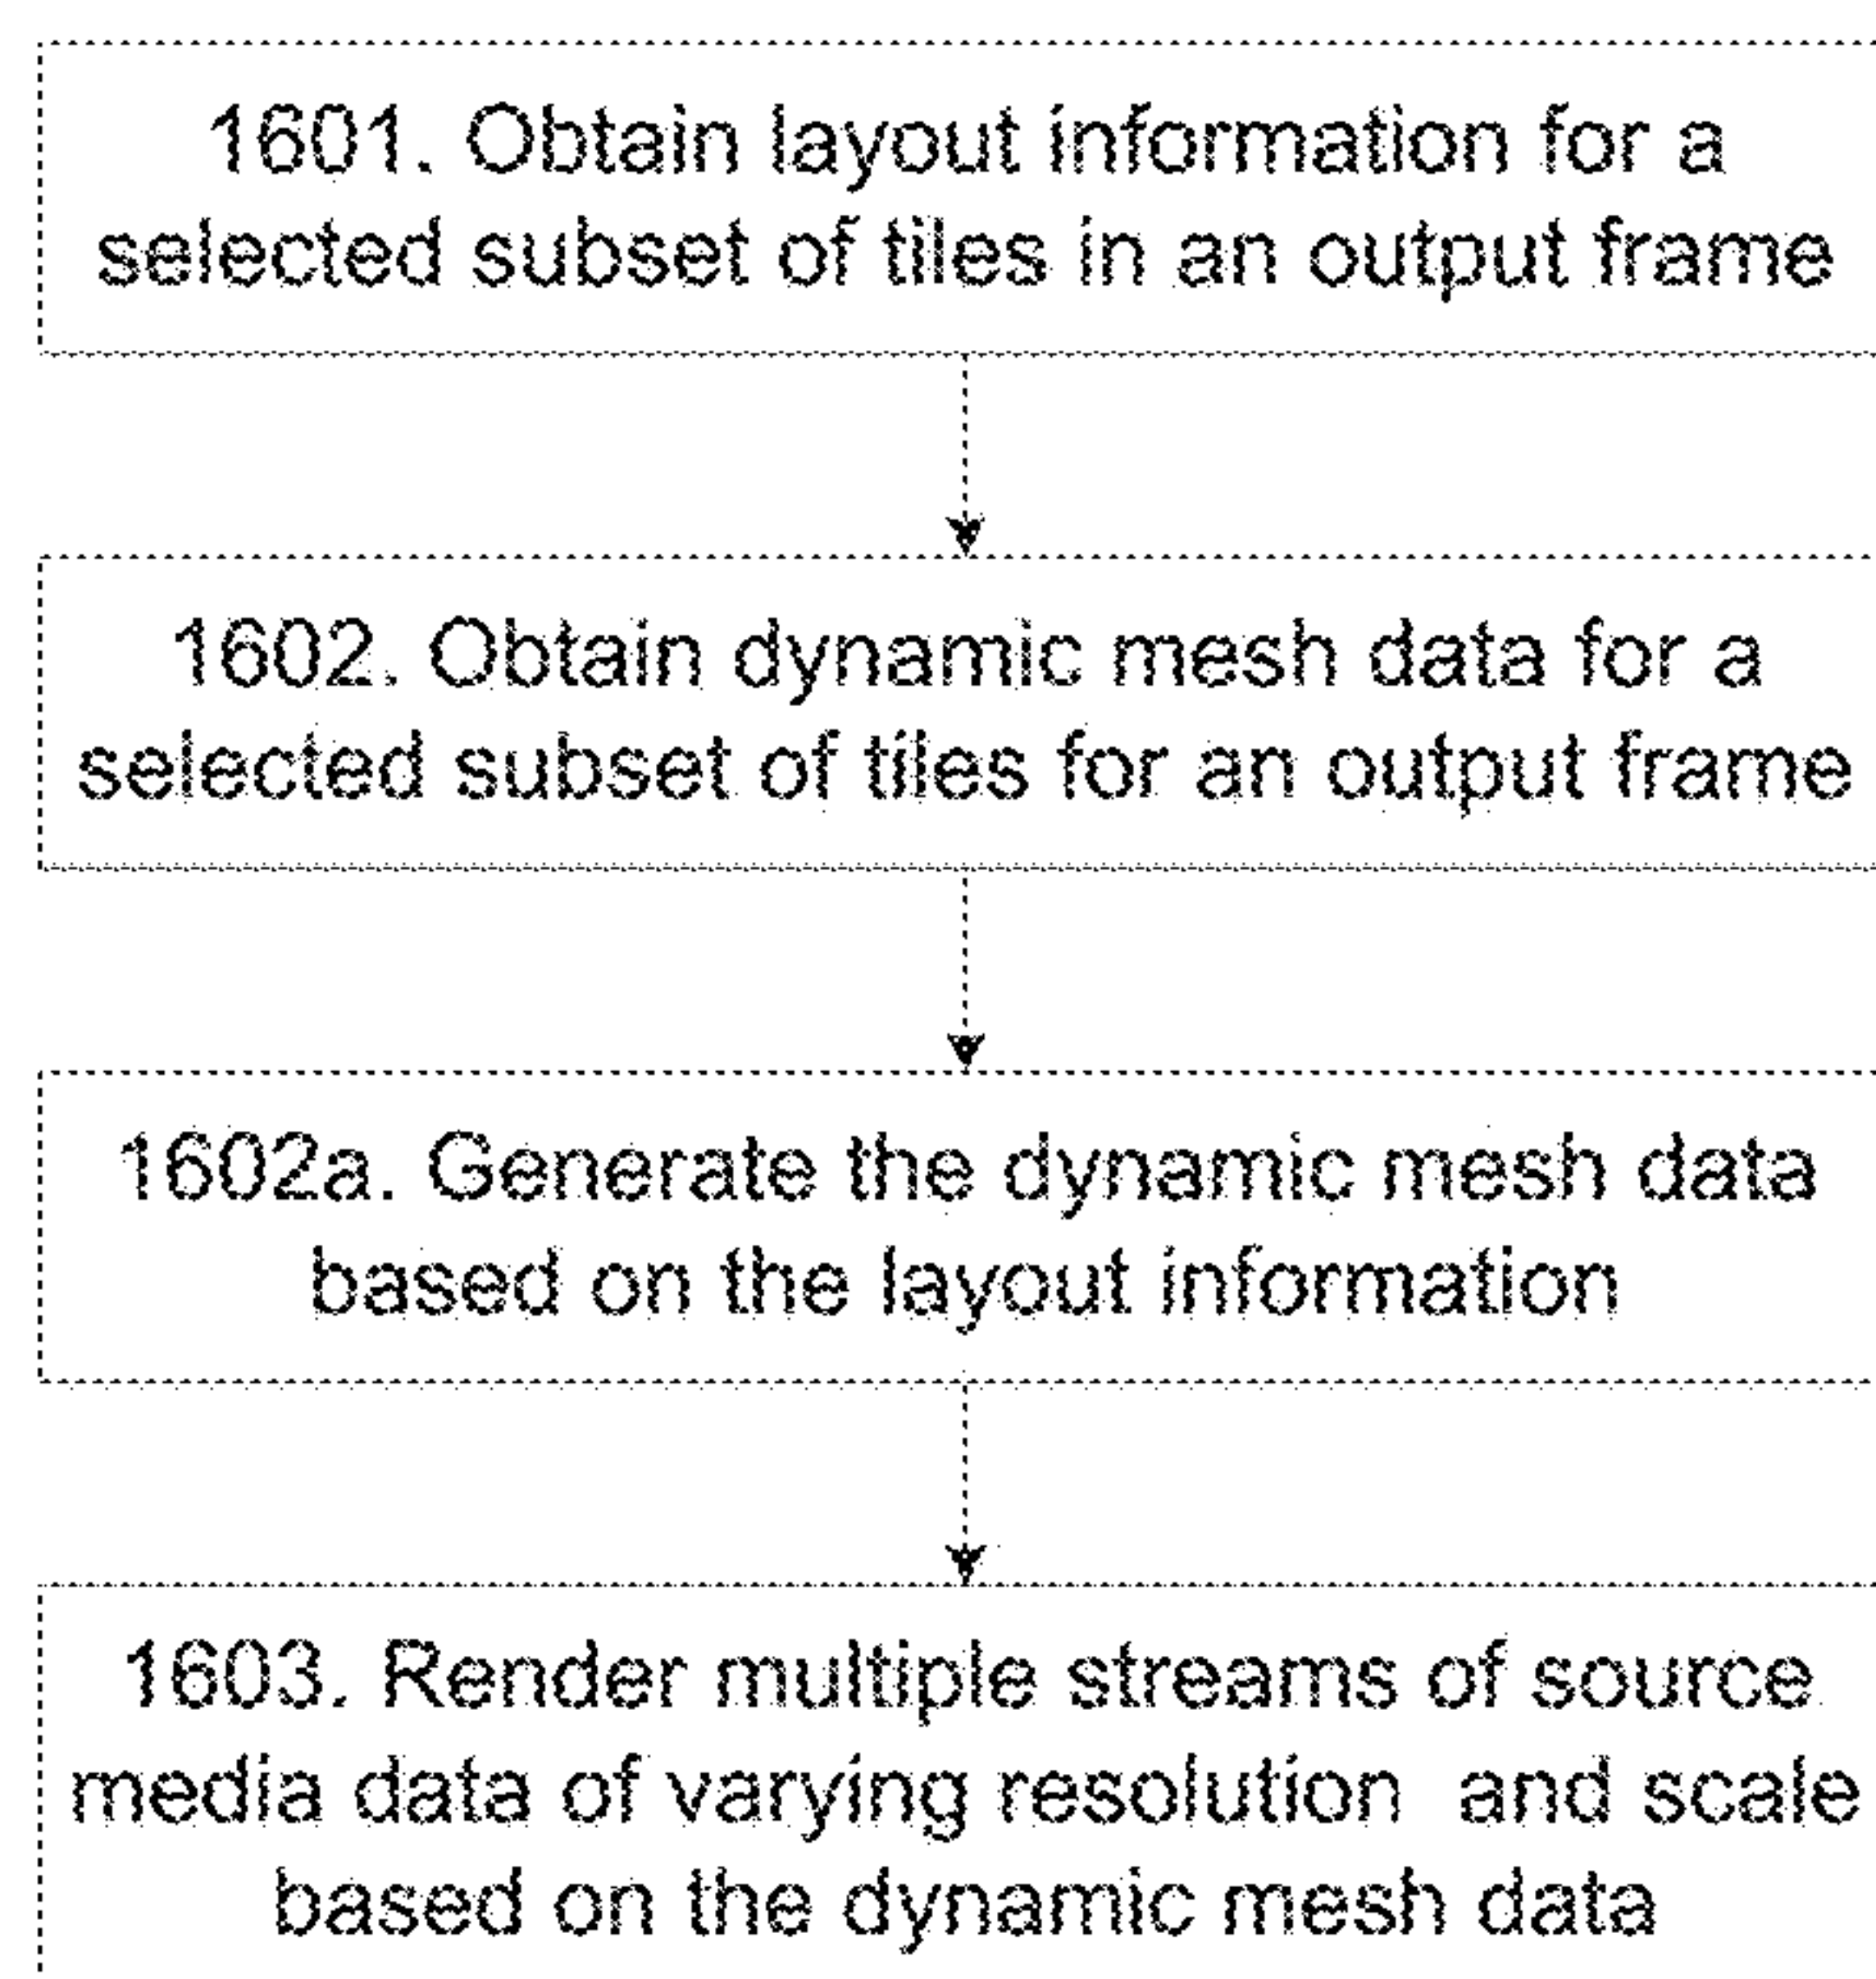 1601. Obtain layout information for a
selected subset of tiles in an output frame
1602. Obtain dynamic mesh data for a
selected subset of tiles for an output frame
1602a. Generate the dynamic mesh data
based on the layout information
1603. Render multiple streams of source
media data of varying resolution and scale
based on the dynamic mesh data